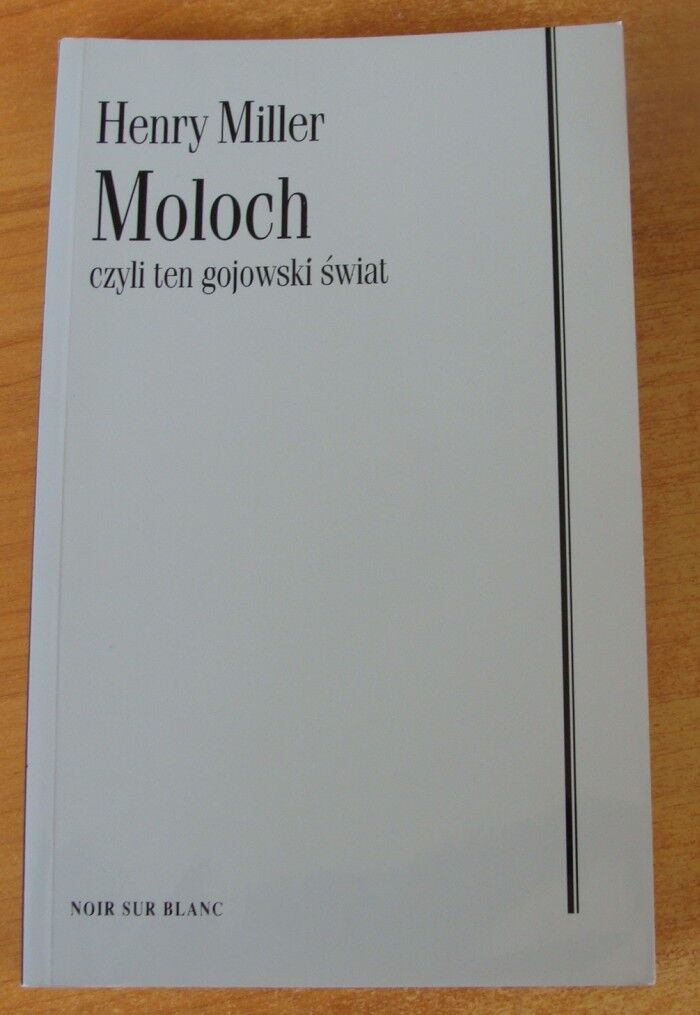 Henry Miller
Moloch
czyli ten gojowski świat
NOIR SUR BLANC